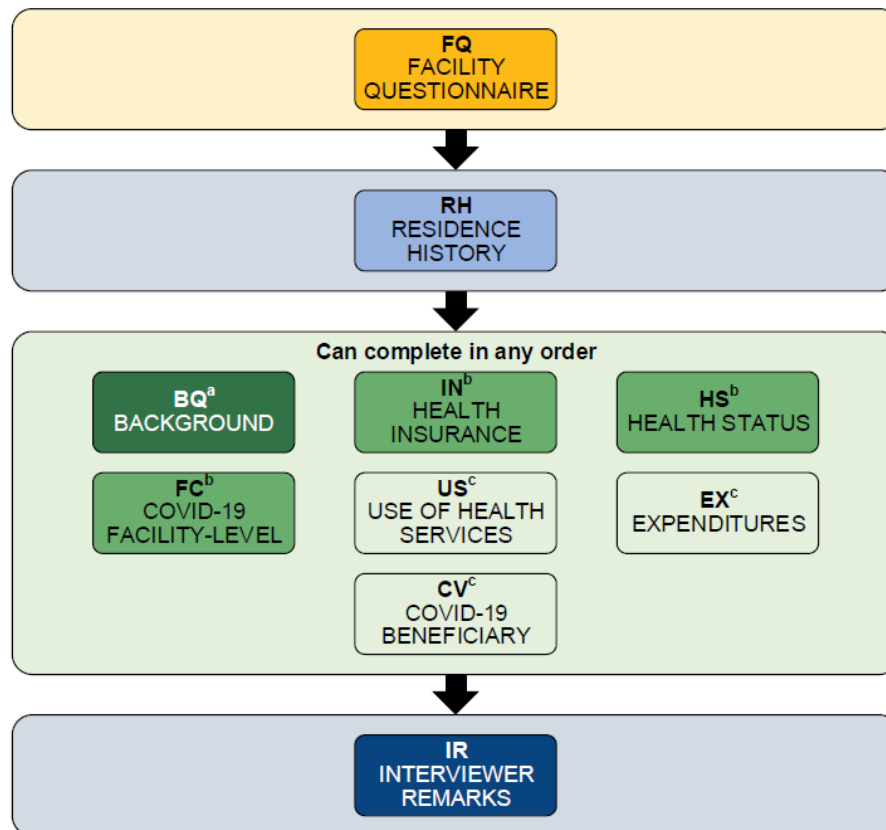 FQ
FACILITY
QUESTIONNAIRE
RH
RESIDENCE
HISTORY
Can complete in any order
BQa
BACKGROUND
INb
HEALTH
INSURANCE
HSb
HEALTH STATUS
FCb
COVID-19
FACILITY-LEVEL
USc
USE OF HEALTH
SERVICES
EXc
EXPENDITURES
CVc
COVID-19
BENEFICIARY
IR
INTERVIEWER
REMARKS